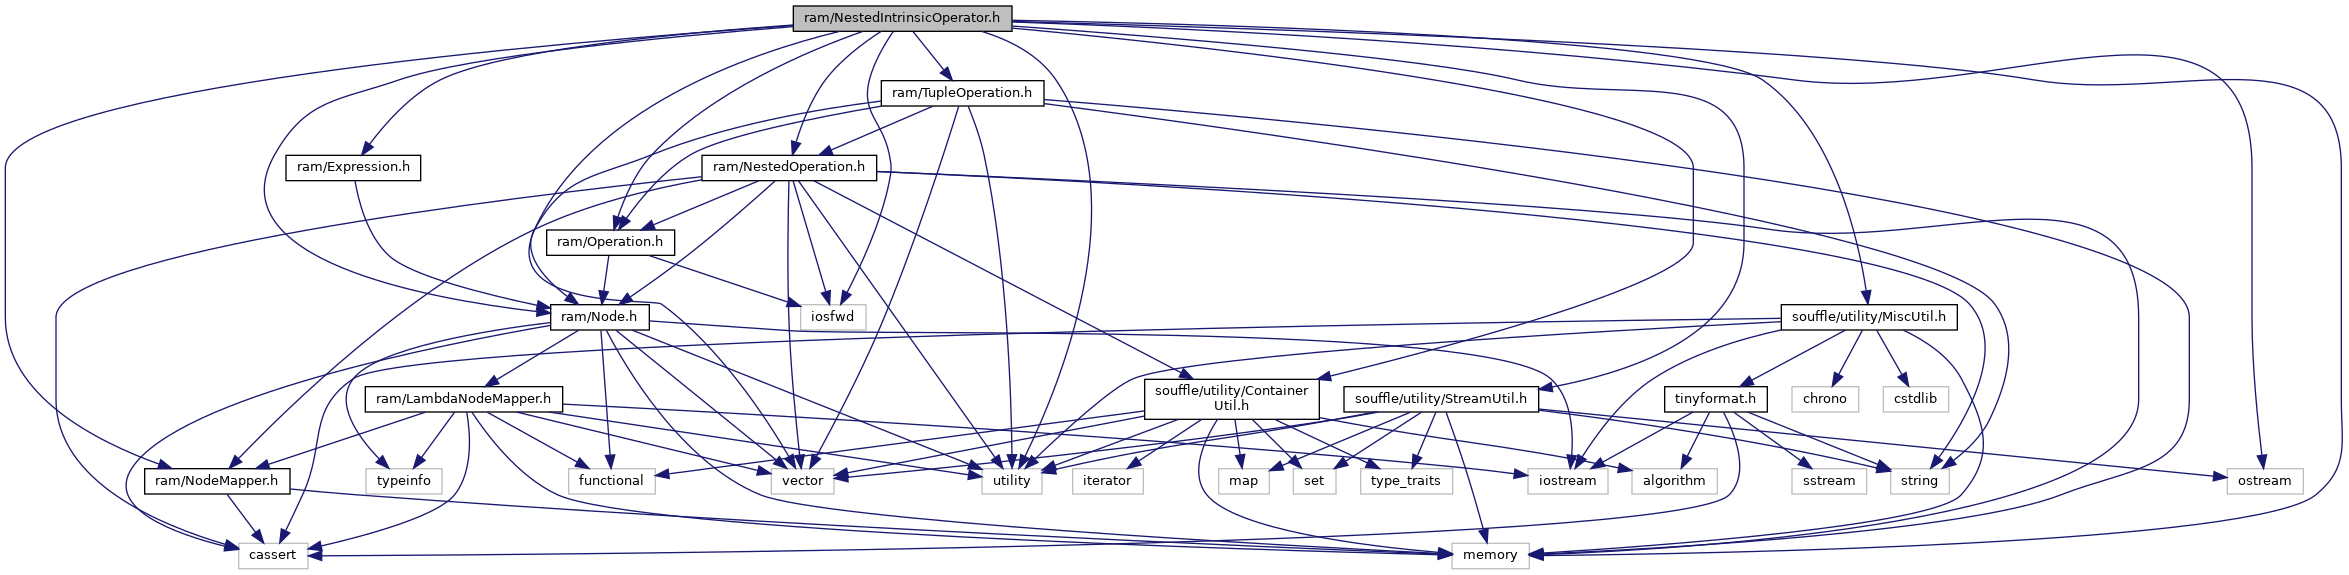 ram/NestedIntrinsicOperator.h
ram/TupleOperation.h
ram/Expression.h
ram/NestedOperation.h
ram/Operation.h
ram/Node.h
iosfwd
souffle/utility/MiscUtil.h
ram/LambdaNodeMapper.h
souffle/utility/Container
Util.h
souffle/utility/StreamUtil.h
tinyformat.h
chrono
cstdlib
ram/NodeMapper.h
typeinfo
functional
vector
utility
iterator
map
set
type_traits
iostream
algorithm
sstream
string
ostream
cassert
memory